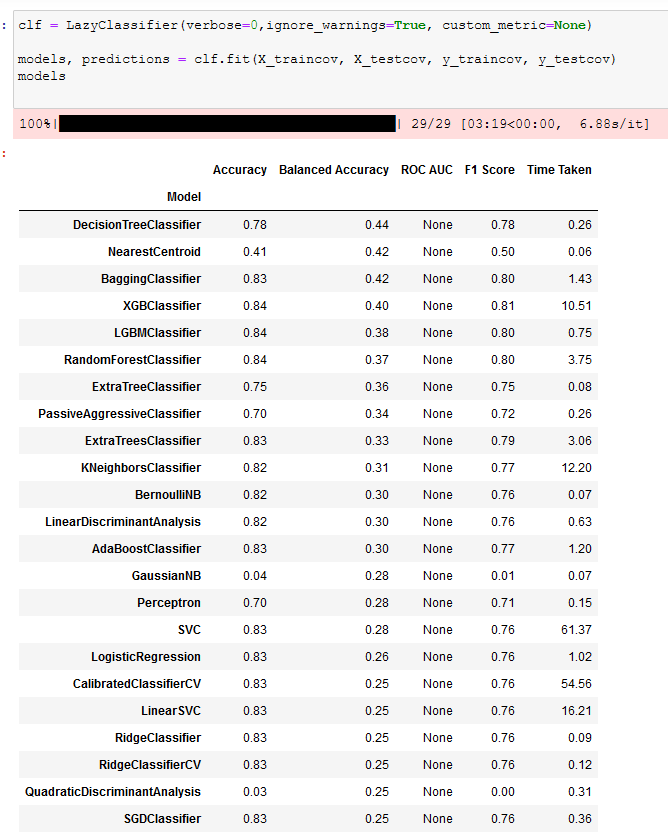 : clf = LazyClassifier(verbose=0,ignore_warnings=True, custom_metric=None)
models, predictions = clf.fit(X_traincov, X_testcov, y_traincov, y_testcov)
models
100%| | 29/29 [03:19<00:00, 6.88s/it]
:
Accuracy Balanced Accuracy ROC AUC F1 Score Time Taken
Model
DecisionTreeClassifier 0.78 0.44 None 0.78 0.26
NearestCentroid 0.41 0.42 None 0.50 0.06
BaggingClassifier 0.83 0.42 None 0.80 1.43
XGBClassifier 0.84 0.40 None 0.81 10.51
LGBMClassifier 0.84 0.38 None 0.80 0.75
RandomForestClassifier 0.84 0.37 None 0.80 3.75
ExtraTreeClassifier 0.75 0.36 None 0.75 0.08
PassiveAggressiveClassifier 0.70 0.34 None 0.72 0.26
ExtraTreesClassifier 0.83 0.33 None 0.79 3.06
KNeighborsClassifier 0.82 0.31 None 0.77 12.20
BernoulliNB 0.82 0.30 None 0.76 0.07
LinearDiscriminantAnalysis 0.82 0.30 None 0.76 0.63
AdaBoostClassifier 0.83 0.30 None 0.77 1.20
GaussianNB 0.04 0.28 None 0.01 0.07
Perceptron 0.70 0.28 None 0.71 0.15
SVC 0.83 0.28 None 0.76 61.37
LogisticRegression 0.83 0.26 None 0.76 1.02
CalibratedClassifierCV 0.83 0.25 None 0.76 54.56
LinearSVC 0.83 0.25 None 0.76 16.21
RidgeClassifier 0.83 0.25 None 0.76 0.09
RidgeClassifierCV 0.83 0.25 None 0.76 0.12
QuadraticDiscriminantAnalysis 0.03 0.25 None 0.00 0.31
SGDClassifier 0.83 0.25 None 0.76 0.36